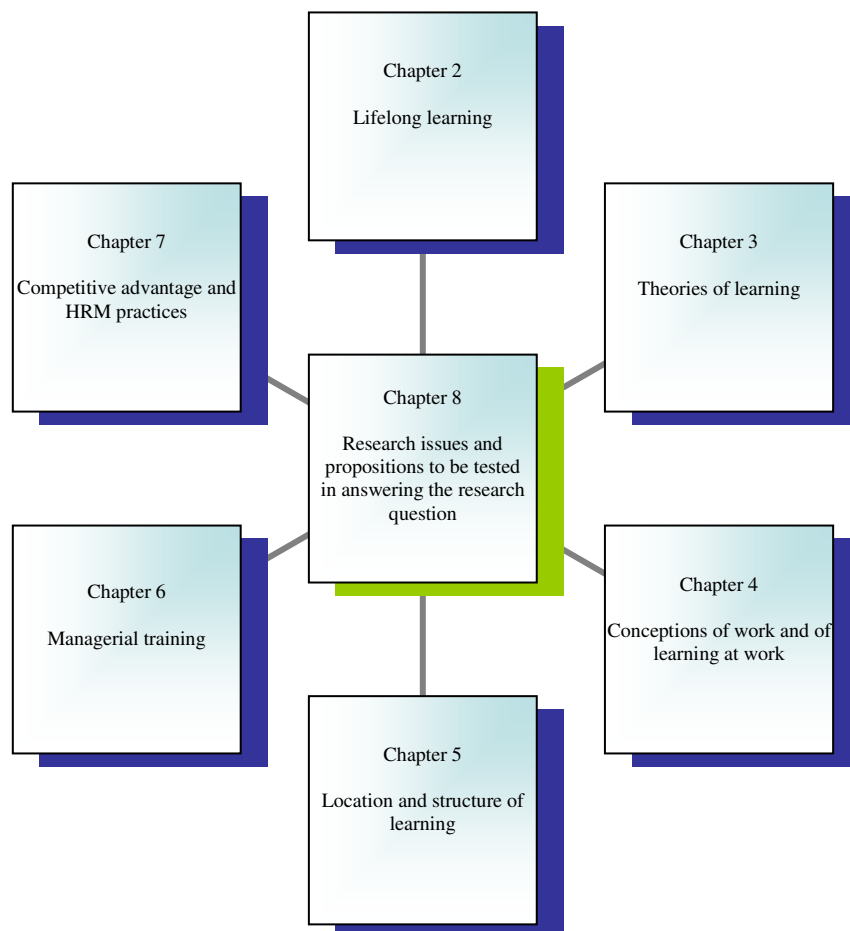 Chapter 2
Lifelong learning
Chapter 7
Competitive advantage and
HRM practices
Chapter 3
Theories of learning
Chapter 8
Research issues and
propositions to be tested
in answering the research
question
Chapter 6
Managerial training
Chapter 4
Conceptions of work and of
learning at work
Chapter 5
Location and structure of
learning